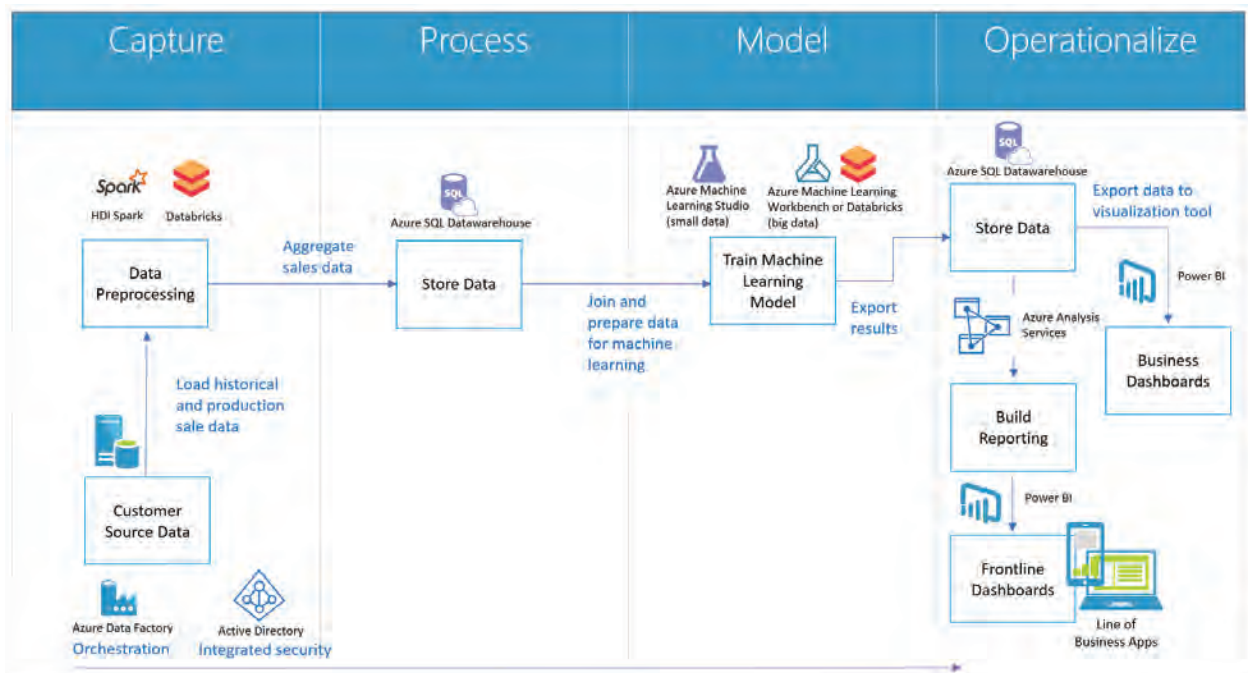 Capture
Process
Model
Operationalize
Spark
HDI Spark
Databricks
Data
Preprocessing
Load historical
and production
sale data
Customer
Source Data
Azure Data Factory
Orchestration
Active Directory
Integrated security
Aggregate
sales data
SQL
Azure SQL Datawarehouse
Store Data
Join and
prepare data
for machine
learning
Azure Machine
Learning Studio
(small data)
Azure Machine Learning
Workbench or Databricks
(big data)
Train Machine
Learning
Model
Export
results
SQL
Azure SQL Datawarehouse
Store Data
Export data to
visualization tool
Power BI
Business
Dashboards
Azure Analysis
Services
Build
Reporting
Power BI
Frontline
Dashboards
Line of
Business Apps